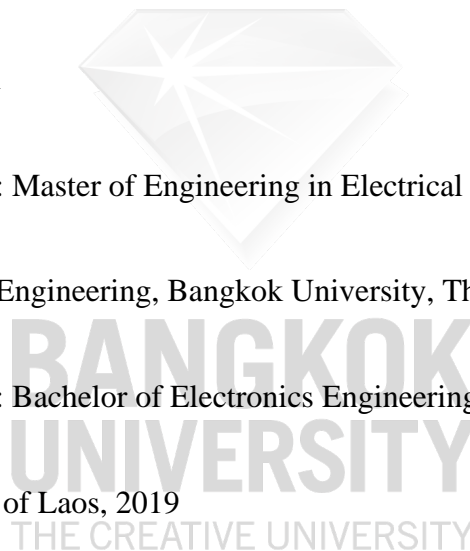 : Master of Engineering in Electrical
Engineering, Bangkok University, Th
BANGKOK
: Bachelor of Electronics Engineering
UNIVERSITY
of Laos, 2019
THE CREATIVE UNIVERSITY